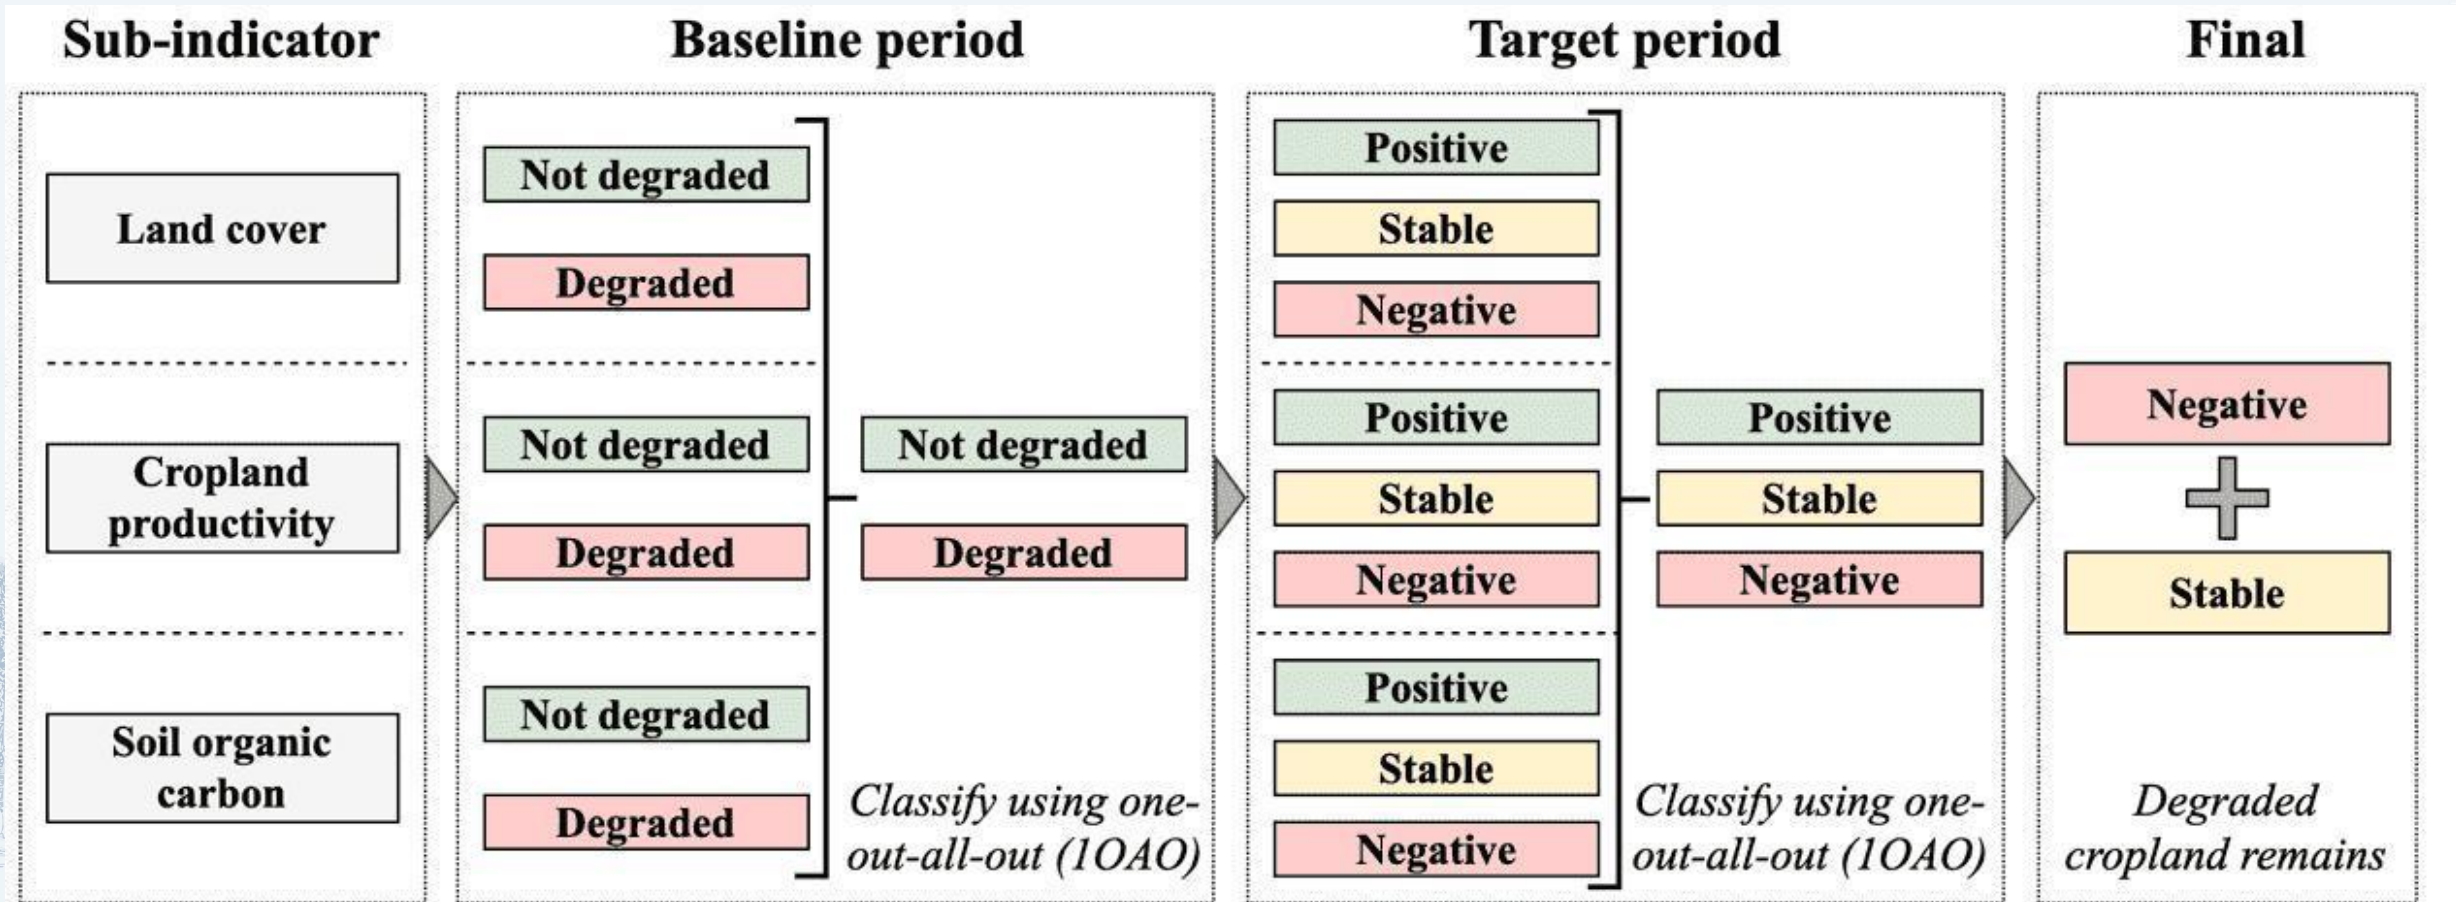 Sub-indicator
Baseline period
Target period
Final
Land cover
Cropland
productivity
Soil organic
carbon
Not degraded
Degraded
Not degraded
Degraded
Not degraded
Degraded
Not degraded
Degraded
Classify using one-
out-all-out (1OAO)
Positive
Stable
Negative
Positive
Stable
Negative
Positive
Stable
Negative
Positive
Stable
Negative
Classify using one-
out-all-out (1OAO)
Negative
Stable
Degraded
cropland remains